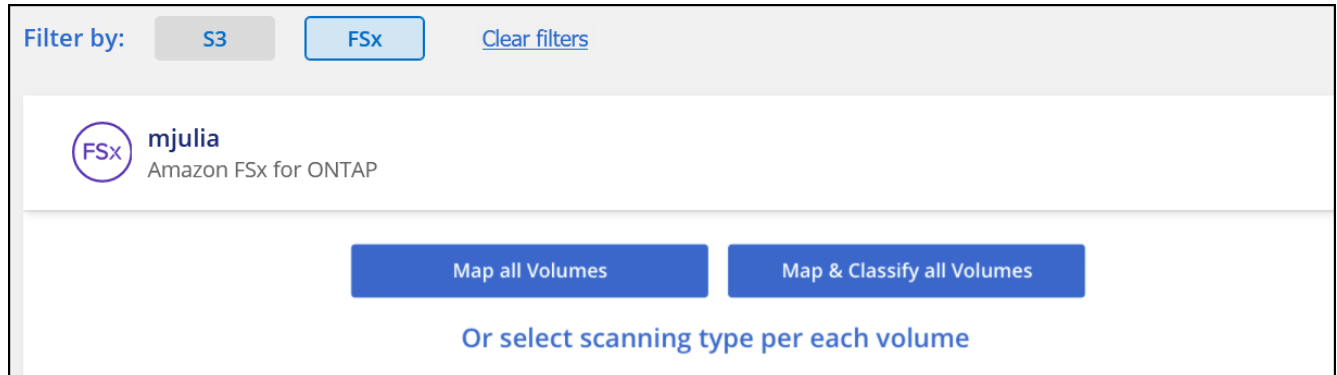 Filter by: S3 FSx Clear filters
FSx mjulia
Amazon FSx for ONTAP
Map all Volumes Map & Classify all Volumes
Or select scanning type per each volume